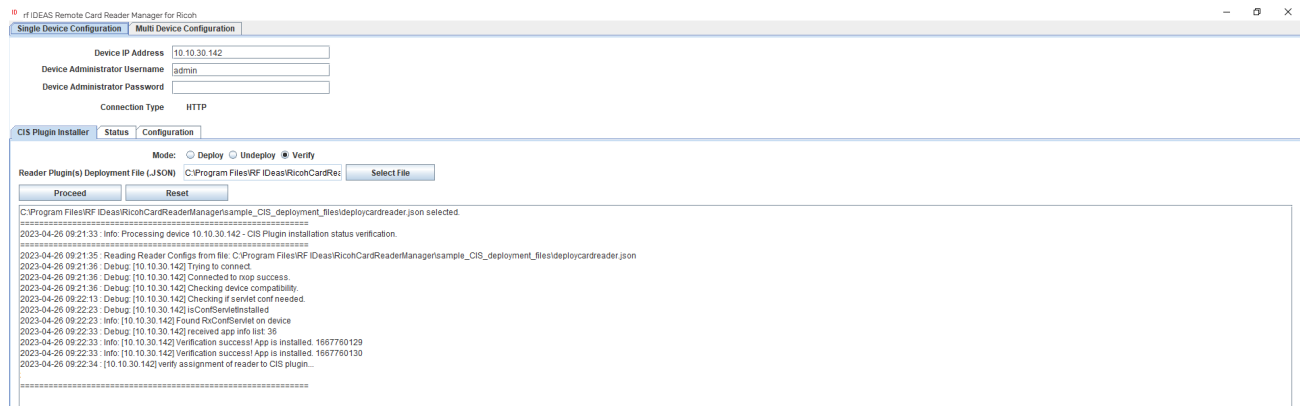 ID rf IDEAS Remote Card Reader Manager for Ricoh
Single Device Configuration Multi Device Configuration
Device IP Address 10.10.30.142
Device Administrator Username admin
Device Administrator Password
Connection Type HTTP
CIS Plugin Installer Status Configuration
Mode: Deploy Undeploy Verify
Reader Plugin(s) Deployment File (.JSON) C:\Program Files\RF IDeas\RicohCardRea Select File
Proceed Reset
C:\Program Files\RF IDeas\RicohCardReaderManager\sample_CIS_deployment_files\deploycardreader.json selected.
=============================================================
2023-04-26 09:21:33 : Info: Processing device 10.10.30.142 - CIS Plugin installation status verification.
=============================================================
2023-04-26 09:21:35 : Reading Reader Configs from file: C:\Program Files\RF IDeas\RicohCardReaderManager\sample_CIS_deployment_files\deploycardreader.json
2023-04-26 09:21:36 : Debug: [10.10.30.142] Trying to connect.
2023-04-26 09:21:36 : Debug: [10.10.30.142] Connected to rxop success.
2023-04-26 09:21:36 : Debug: [10.10.30.142] Checking device compatibility.
2023-04-26 09:22:13 : Debug: [10.10.30.142] Checking if servlet conf needed.
2023-04-26 09:22:23 : Debug: [10.10.30.142] isConfServletInstalled
2023-04-26 09:22:23 : Info: [10.10.30.142] Found RxConfServlet on device
2023-04-26 09:22:33 : Debug: [10.10.30.142] received app info list: 36
2023-04-26 09:22:33 : Info: [10.10.30.142] Verification success! App is installed. 1667760129
2023-04-26 09:22:33 : Info: [10.10.30.142] Verification success! App is installed. 1667760130
2023-04-26 09:22:34 : [10.10.30.142] verify assignment of reader to CIS plugin...
=============================================================